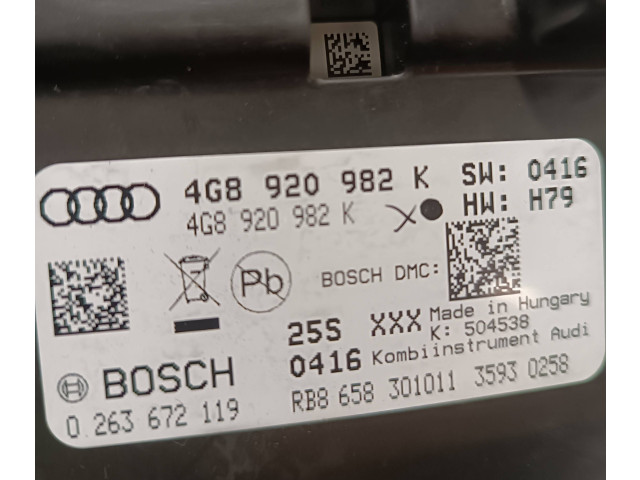 4G8 920 982 K SW: 0416
4G8 920 982 K HW: H79
Pb BOSCH DMC:
25S XXX Made in Hungary
K: 504538
0416 Kombiinstrument Audi
BOSCH
0 263 672 119 RB8 658 301011 3593 0258